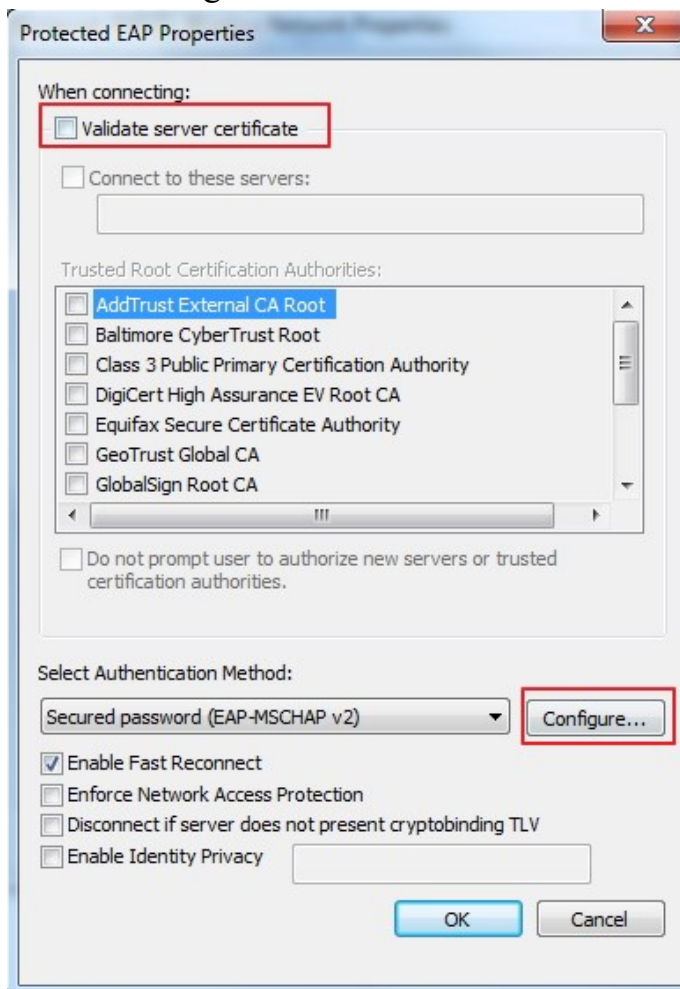 Protected EAP Properties
When connecting:
Validate server certificate
Connect to these servers:
Trusted Root Certification Authorities:
AddTrust External CA Root
Baltimore CyberTrust Root
Class 3 Public Primary Certification Authority
DigiCert High Assurance EV Root CA
Equifax Secure Certificate Authority
GeoTrust Global CA
GlobalSign Root CA
Do not prompt user to authorize new servers or trusted
certification authorities.
Select Authentication Method:
Secured password (EAP-MSCHAP v2) Configure...
Enable Fast Reconnect
Enforce Network Access Protection
Disconnect if server does not present cryptobinding TLV
Enable Identity Privacy
OK Cancel